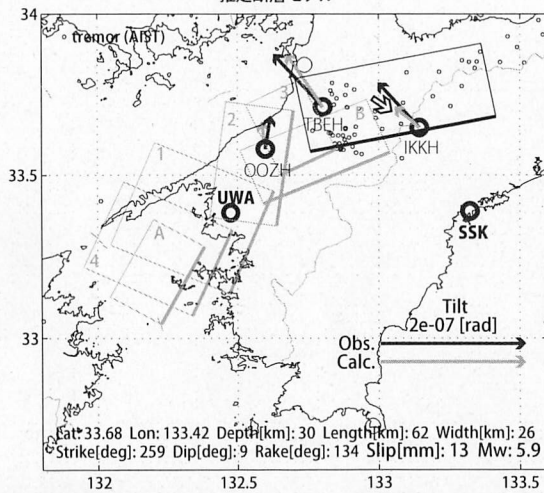 34
tremor (AIST)
3
TBEH
B
2
IKKH
OOZH
33.5
1
UWA
SSK
A
4
Tilt
33
2e-07 [rad]
Obs.
Calc.
Lat: 33.68 Lon: 133.42 Depth[km]: 30 Length[km]: 62 Width[km]: 26
Strike[deg]: 259 Dip[deg]: 9 Rake[deg]: 134 Slip[mm]: 13 Mw: 5.9
132 132.5 133 133.5